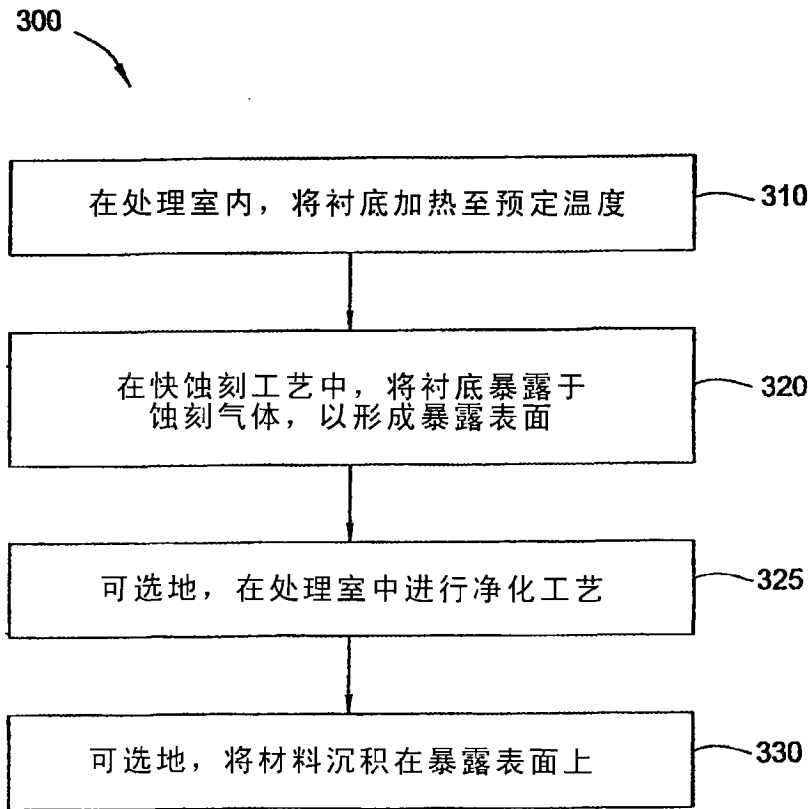 300
在处理室内，将衬底加热至预定温度
310
在快蚀刻工艺中，将衬底暴露于
蚀刻气体，以形成暴露表面
320
可选地，在处理室中进行净化工艺
325
可选地，将材料沉积在暴露表面上
330